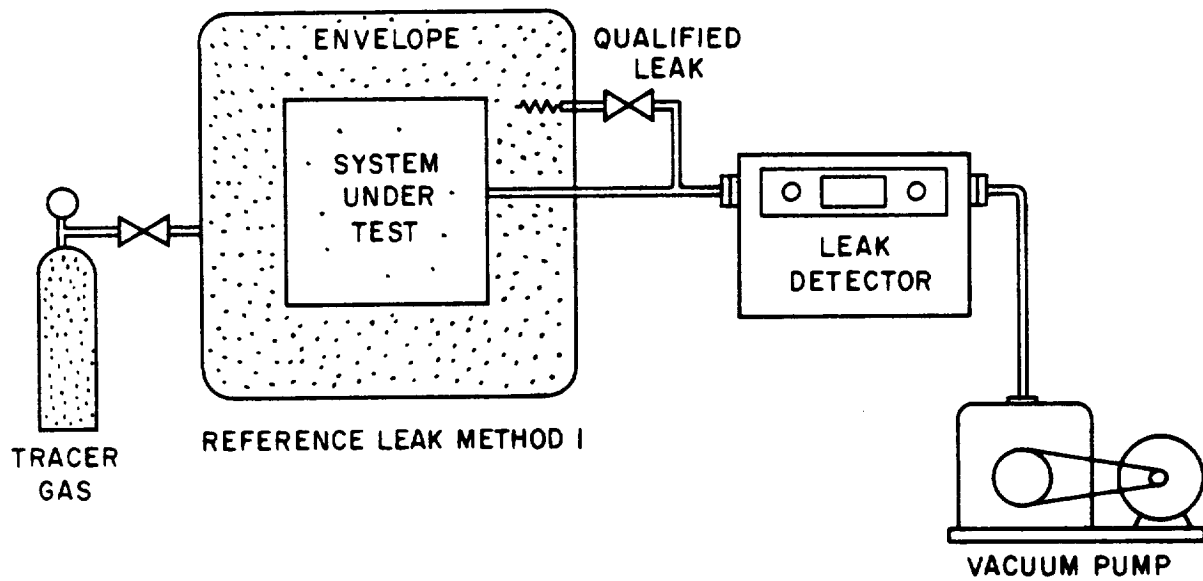 ENVELOPE
QUALIFIED
LEAK
SYSTEM
UNDER
TEST
LEAK
DETECTOR
TRACER
GAS
REFERENCE LEAK METHOD I
VACUUM PUMP